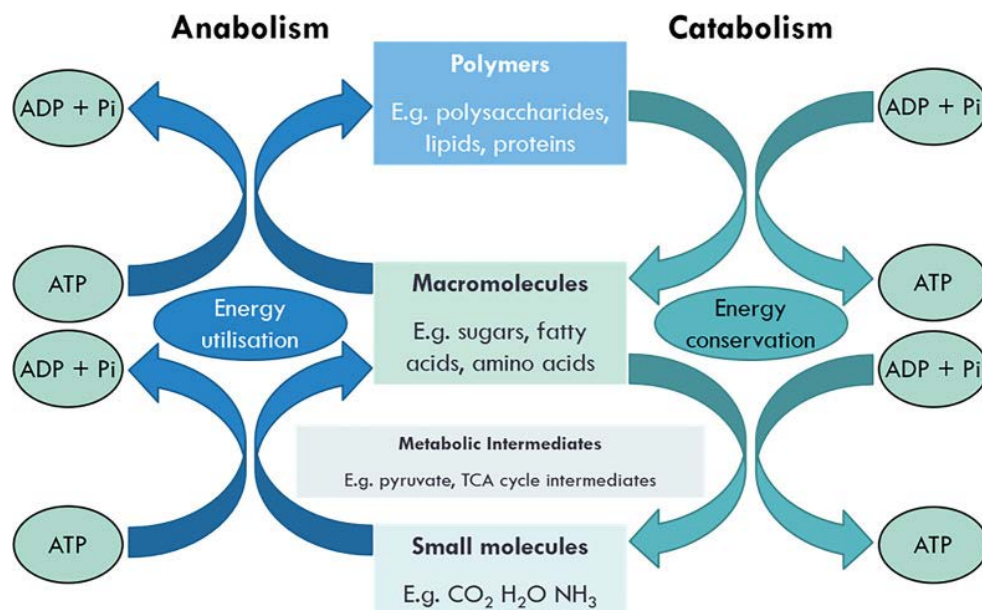 Anabolism
Catabolism
ADP + Pi
Polymers
E.g. polysaccharides,
lipids, proteins
ADP + Pi
ATP
Macromolecules
E.g. sugars, fatty
acids, amino acids
ATP
Energy
utilisation
Energy
conservation
ADP + Pi
ADP + Pi
Metabolic Intermediates
E.g. pyruvate, TCA cycle intermediates
ATP
Small molecules
E.g. CO₂ H₂O NH₃
ATP